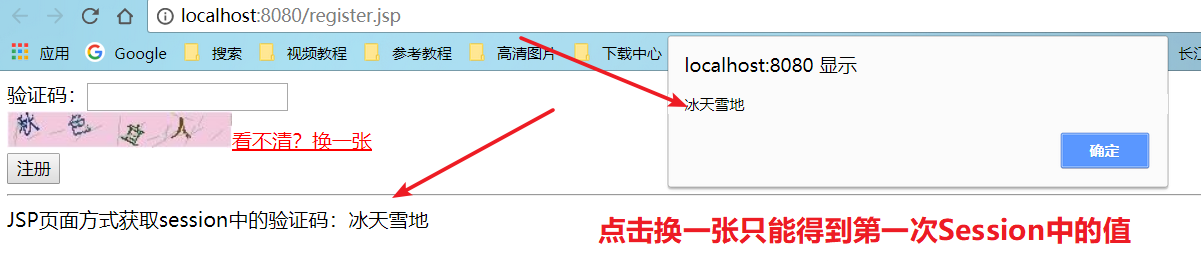 localhost:8080/register.jsp
应用 Google 搜索 视频教程 参考教程 高清图片 下载中心 长江
localhost:8080 显示
冰天雪地
确定
验证码：
色 人
看不清？换一张
注册
JSP页面方式获取session中的验证码：冰天雪地
点击换一张只能得到第一次Session中的值